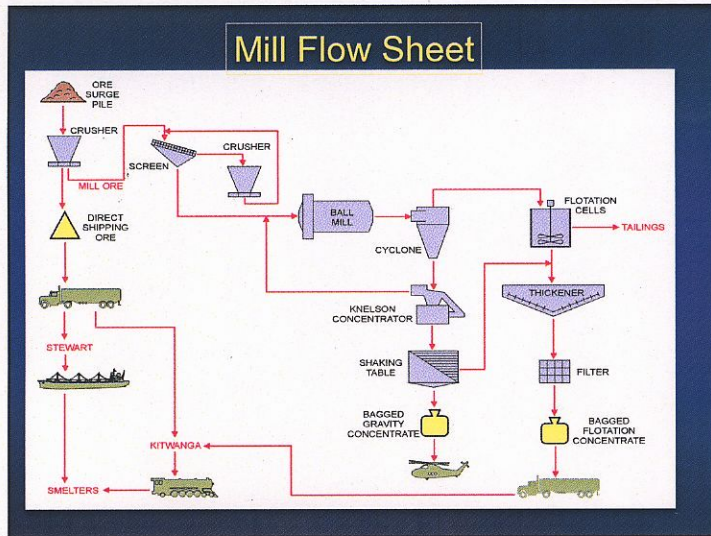 Mill Flow Sheet
ORE
SURGE
PILE
CRUSHER
MILL ORE
SCREEN
CRUSHER
DIRECT
SHIPPING
ORE
BALL
MILL
CYCLONE
FLOTATION
CELLS
TAILINGS
KNELSON
CONCENTRATOR
THICKENER
STEWART
SHAKING
TABLE
FILTER
BAGGED
GRAVITY
CONCENTRATE
BAGGED
FLOTATION
CONCENTRATE
KITWANGA
SMELTERS